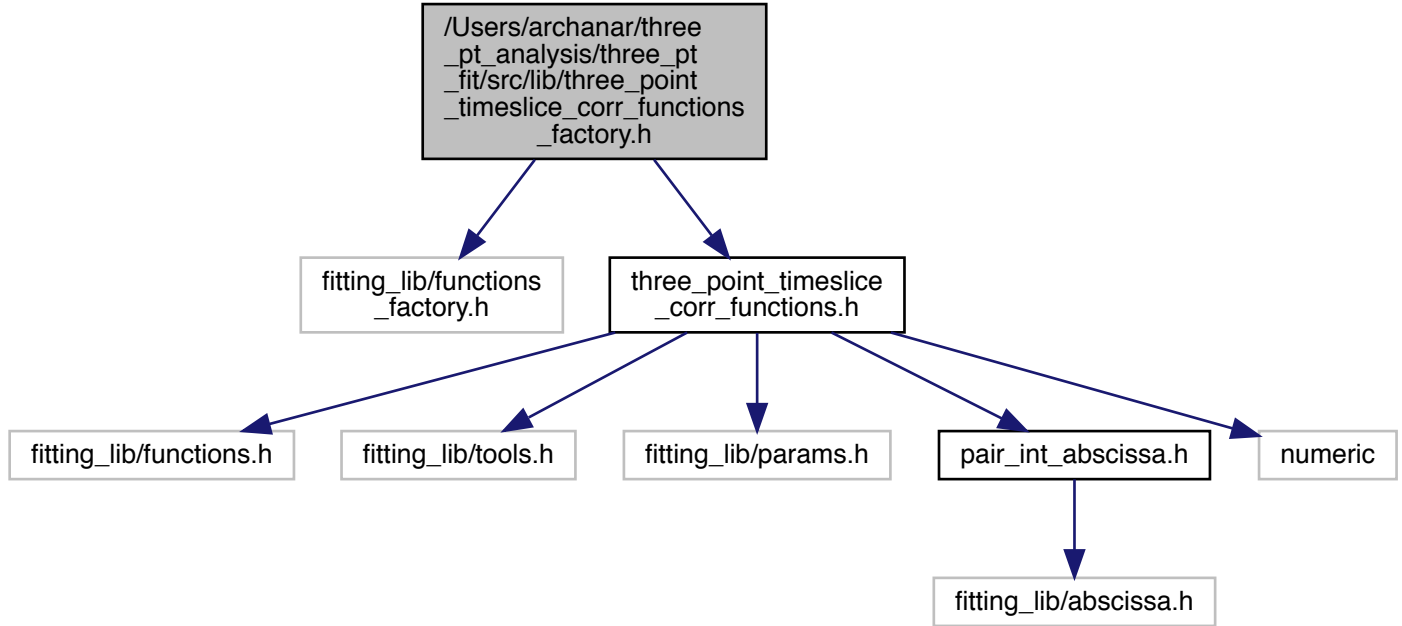 /Users/archanar/three
_pt_analysis/three_pt
_fit/src/lib/three_point
_timeslice_corr_functions
_factory.h
fitting_lib/functions
_factory.h
three_point_timeslice
_corr_functions.h
fitting_lib/functions.h
fitting_lib/tools.h
fitting_lib/params.h
pair_int_abscissa.h
numeric
fitting_lib/abscissa.h